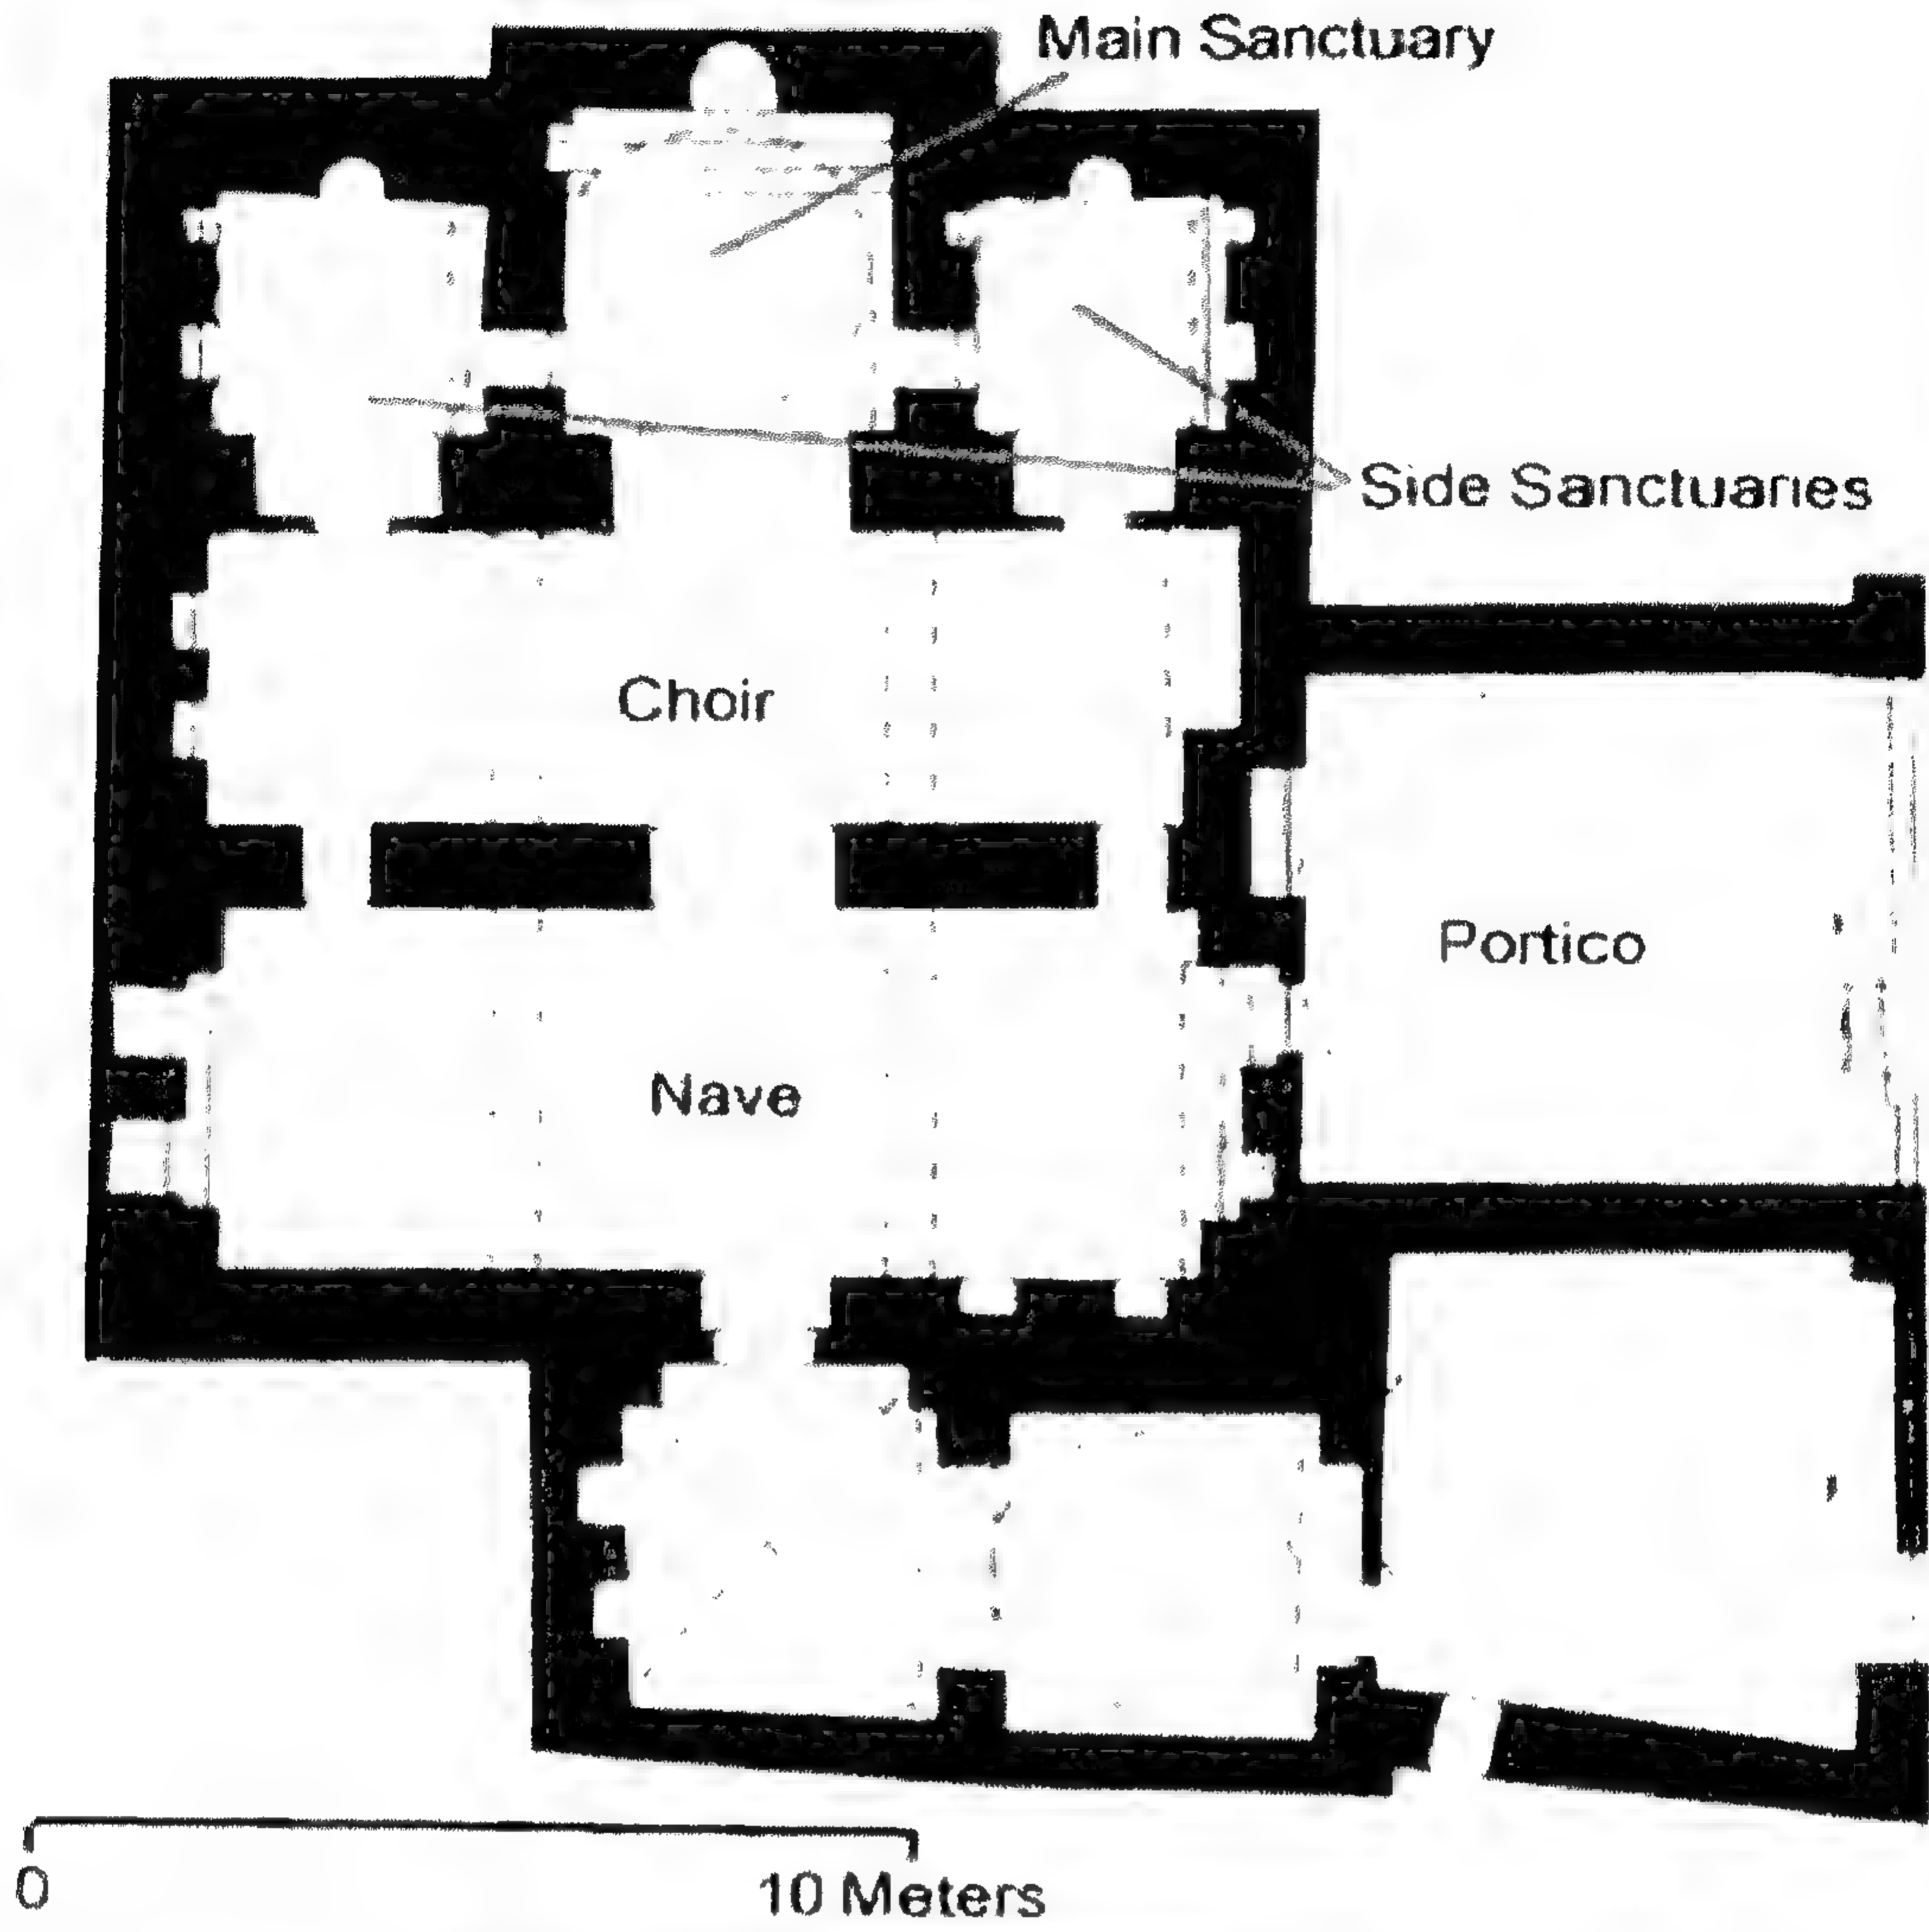 Main Sanctuary
Side Sanctuaries
Choir
Portico
Nave
0
10 Meters